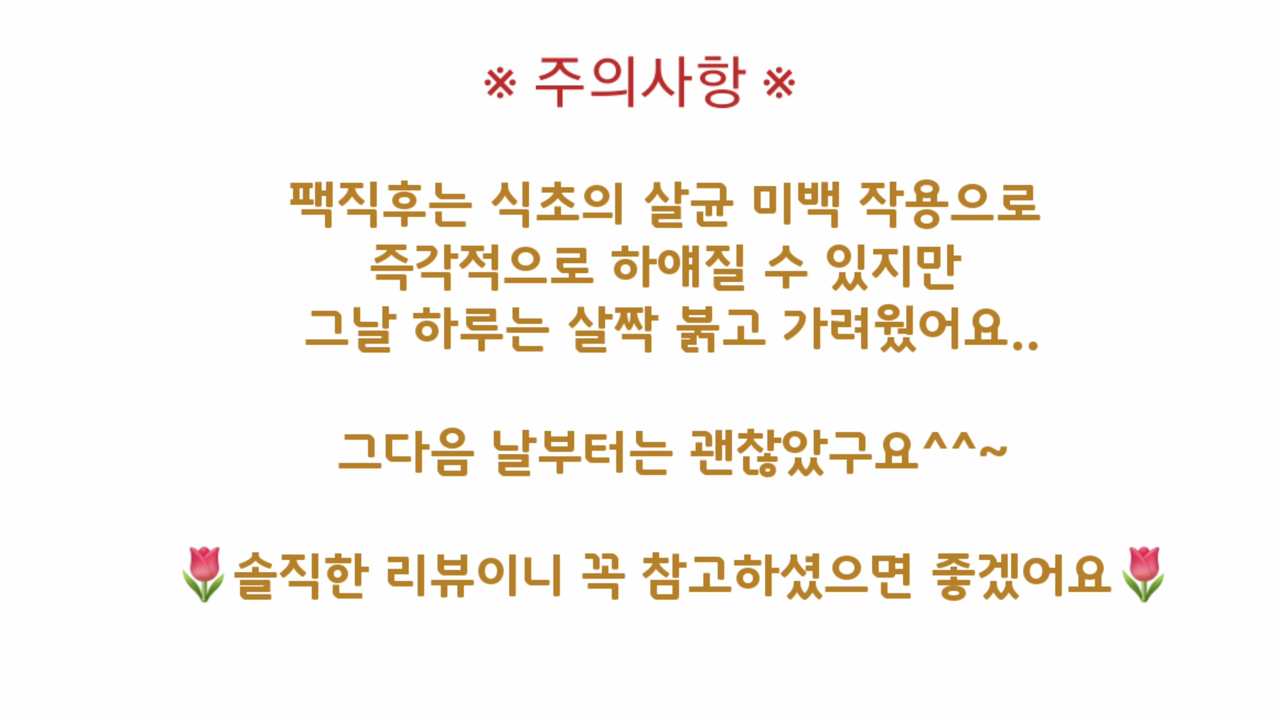 ※ 주의사항 ※
팩직후는 식초의 살균 미백 작용으로
즉각적으로 하얘질 수 있지만
그날 하루는 살짝 붉고 가려웠어요..
그다음 날부터는 괜찮았구요^^~
🌷솔직한 리뷰이니 꼭 참고하셨으면 좋겠어요🌷